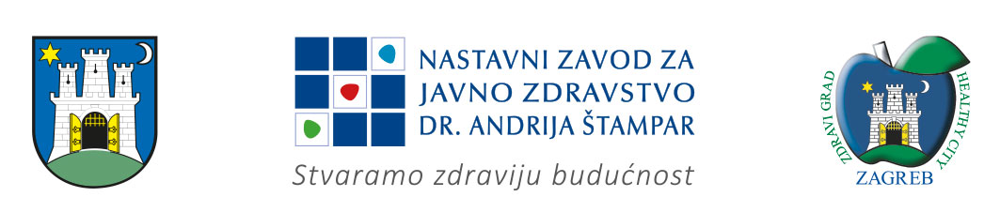 NASTAVNI ZAVOD ZA
JAVNO ZDRAVSTVO
DR. ANDRIJA ŠTAMPAR
Stvaramo zdraviju budućnost
ZDRAVI GRAD
HEALTHY CITY
ZAGREB